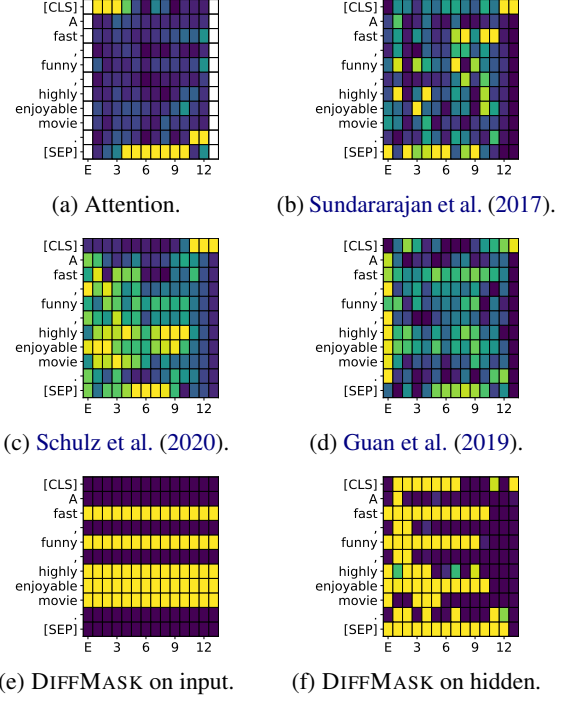 [CLS]
A
fast
,
funny
,
highly
enjoyable
movie
.
[SEP]
E 3 6 9 12
(a) Attention.
[CLS]
A
fast
,
funny
,
highly
enjoyable
movie
.
[SEP]
E 3 6 9 12
(b) Sundararajan et al. (2017).
[CLS]
A
fast
,
funny
,
highly
enjoyable
movie
.
[SEP]
E 3 6 9 12
(c) Schulz et al. (2020).
[CLS]
A
fast
,
funny
,
highly
enjoyable
movie
.
[SEP]
E 3 6 9 12
(d) Guan et al. (2019).
[CLS]
A
fast
,
funny
,
highly
enjoyable
movie
.
[SEP]
E 3 6 9 12
(e) DIFFMASK on input.
[CLS]
A
fast
,
funny
,
highly
enjoyable
movie
.
[SEP]
E 3 6 9 12
(f) DIFFMASK on hidden.